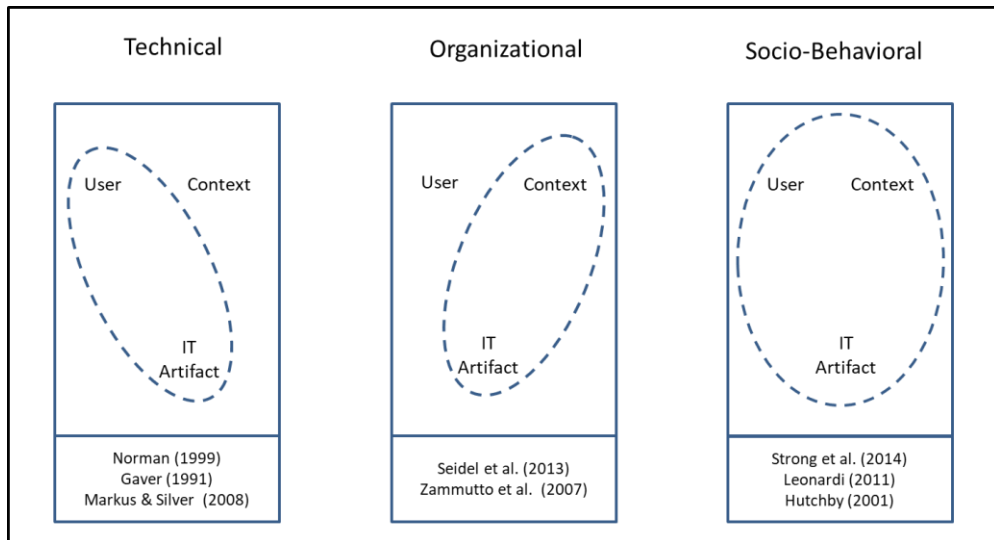 Technical
Organizational
Socio-Behavioral
User
Context
IT
Artifact
User
Context
IT
Artifact
User
Context
IT
Artifact
Norman (1999)
Gaver (1991)
Markus & Silver (2008)
Seidel et al. (2013)
Zammutto et al. (2007)
Strong et al. (2014)
Leonardi (2011)
Hutchby (2001)